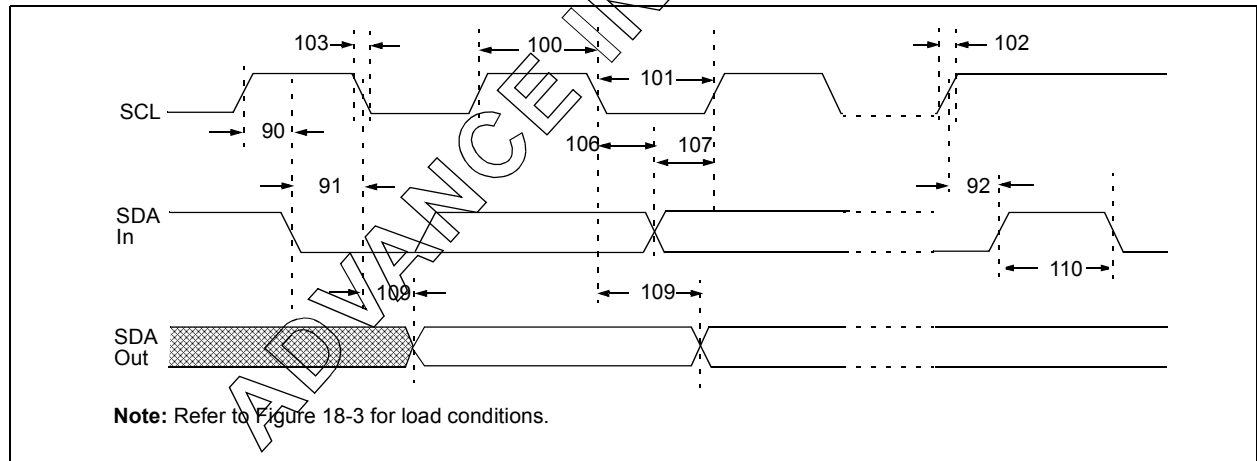 103
100
102
101
SCL
90
106
107
91
92
SDA
In
110
109
109
SDA
Out
Note: Refer to Figure 18-3 for load conditions.
ADVANCE IN